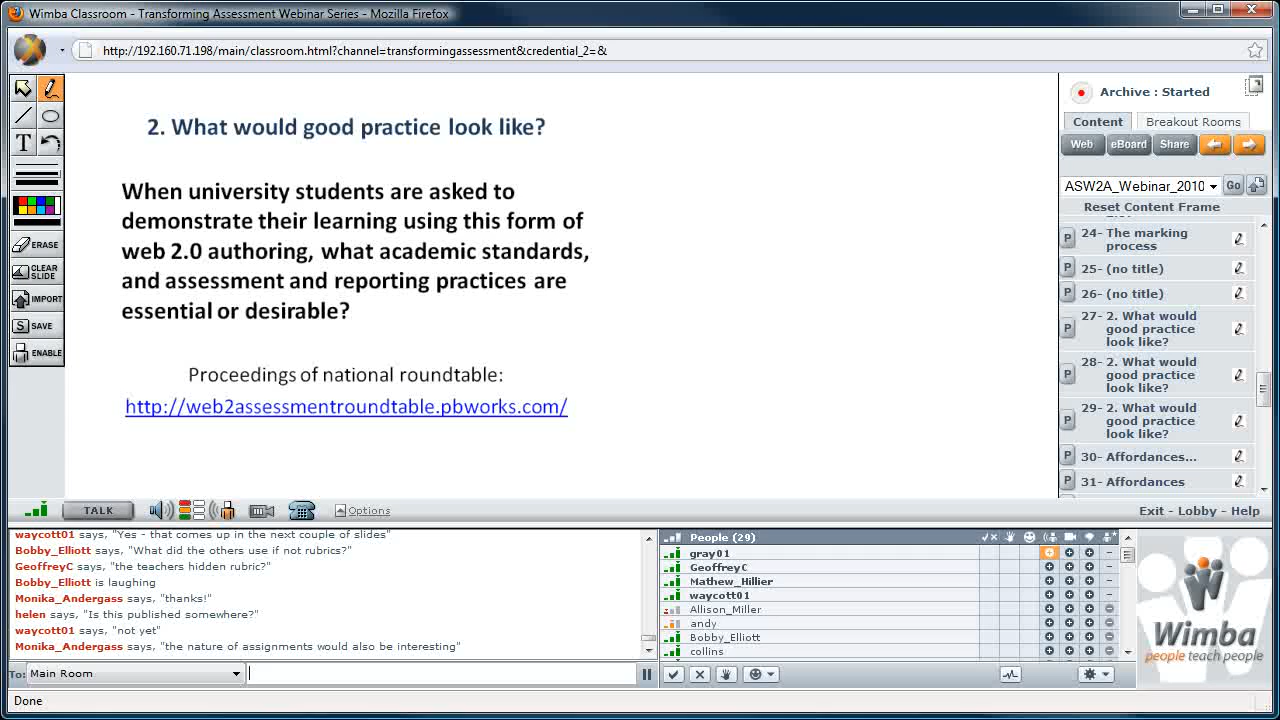 Wimba Classroom - Transforming Assessment Webinar Series - Mozilla Firefox
http://192.160.71.198/main/classroom.html?channel=transformingassessment&credential_2=&
2. What would good practice look like?
When university students are asked to
demonstrate their learning using this form of
web 2.0 authoring, what academic standards,
and assessment and reporting practices are
essential or desirable?
Proceedings of national roundtable:
http://web2assessmentroundtable.pbworks.com/
T
ERASE
CLEAR
SLIDE
IMPORT
SAVE
ENABLE
Archive : Started
Content
Breakout Rooms
Web
eBoard
Share
ASW2A_Webinar_2010
Go
Reset Content Frame
P 24- The marking
process
P 25- (no title)
P 26- (no title)
P 27- 2. What would
good practice
look like?
P 28- 2. What would
good practice
look like?
P 29- 2. What would
good practice
look like?
P 30- Affordances...
P 31- Affordances
TALK
Options
Exit - Lobby - Help
waycott01 says, "Yes - that comes up in the next couple of slides"
Bobby_Elliott says, "What did the others use if not rubrics?"
GeoffreyC says, "the teachers hidden rubric?"
Bobby_Elliott is laughing
Monika_Andergass says, "thanks!"
helen says, "Is this published somewhere?"
waycott01 says, "not yet"
Monika_Andergass says, "the nature of assignments would also be interesting"
To: Main Room
People (29)
gray01
GeoffreyC
Mathew_Hillier
waycott01
Allison_Miller
andy
Bobby_Elliott
collins
Wimba
people teach people
Done